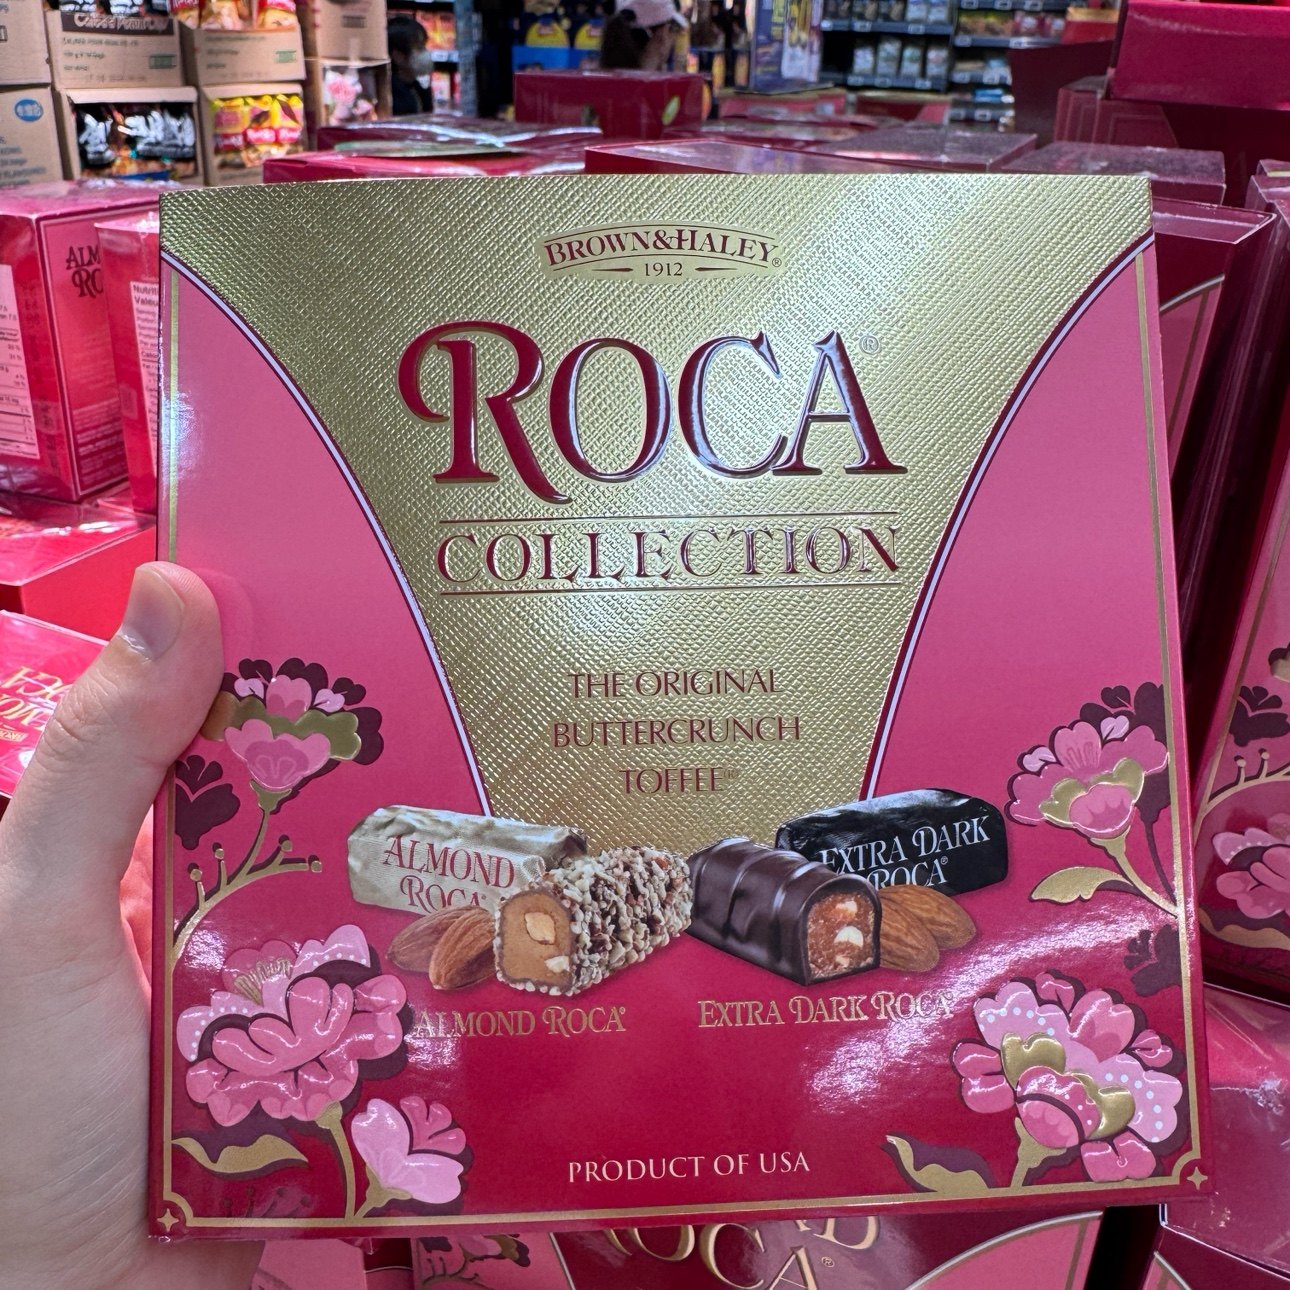 BROWN&HALEY®
1912
ROCA®
COLLECTION
THE ORIGINAL
BUTTERCRUNCH
TOFFEE
ALMOND
ROCA®
EXTRA DARK
ROCA®
ALMOND ROCA®
EXTRA DARK ROCA
PRODUCT OF USA